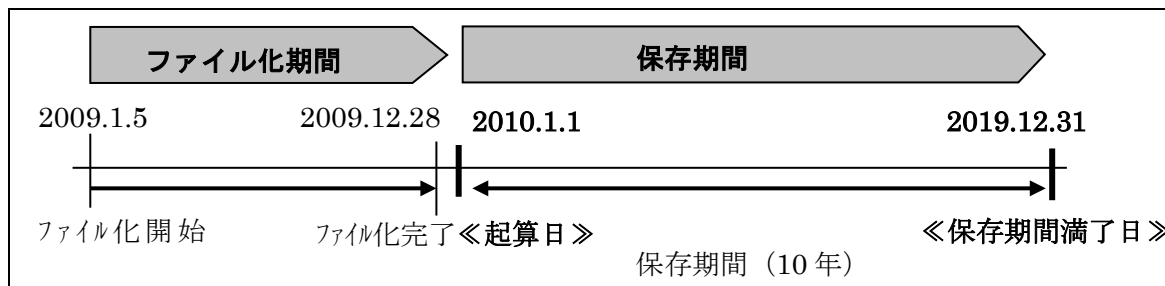 ファイル化期間 保存期間
2009.1.5 2009.12.28 2010.1.1 2019.12.31
ﾌｧｲﾙ化開始 ﾌｧｲﾙ化完了 ≪起算日≫ ≪保存期間満了日≫
保存期間（10 年）